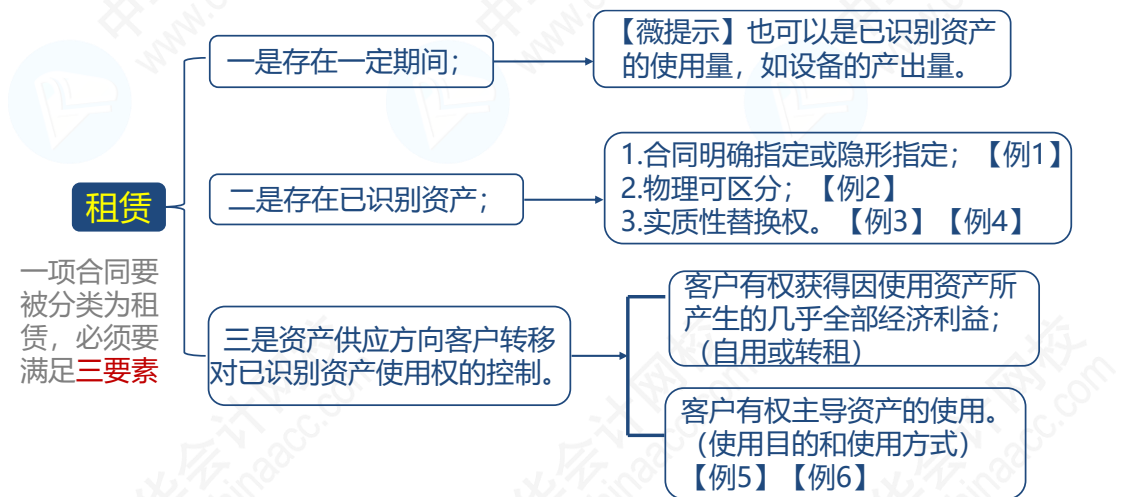 一是存在一定期间；
【薇提示】也可以是已识别资产
的使用量，如设备的产出量。
租赁
一项合同要
被分类为租
赁，必须要
满足三要素
二是存在已识别资产；
1.合同明确指定或隐形指定；【例1】
2.物理可区分；【例2】
3.实质性替换权。【例3】【例4】
三是资产供应方向客户转移
对已识别资产使用权的控制。
客户有权获得因使用资产所
产生的几乎全部经济利益；
（自用或转租）
客户有权主导资产的使用。
（使用目的和使用方式）
【例5】【例6】